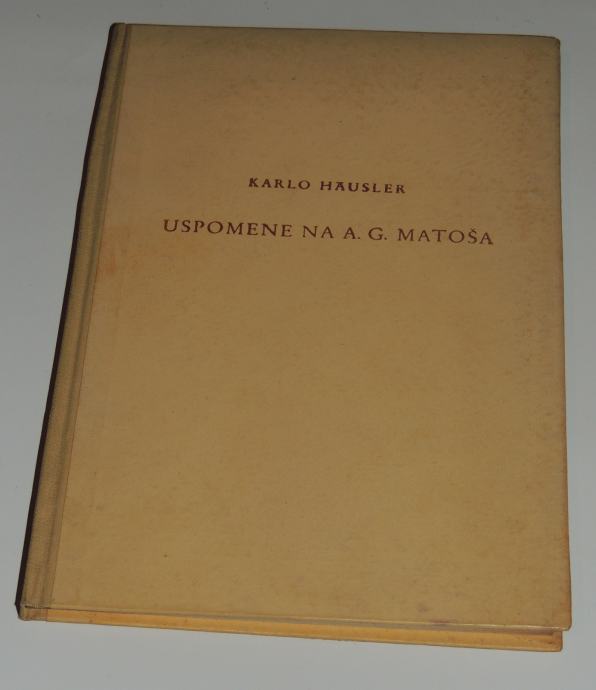 KARLO HÄUSLER
USPOMENE NA A. G. MATOŠA